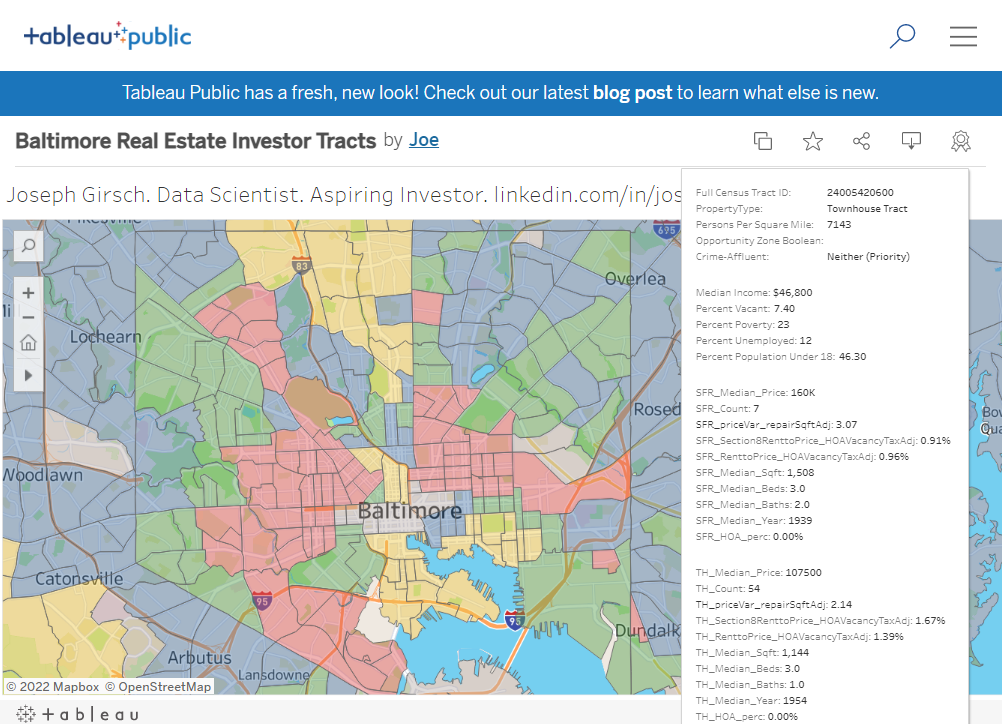 +ableau public
Tableau Public has a fresh, new look! Check out our latest blog post to learn what else is new.
Baltimore Real Estate Investor Tracts by Joe
Joseph Girsch. Data Scientist. Aspiring Investor. linkedin.com/in/jos
Full Census Tract ID: 24005420600
PropertyType: Townhouse Tract
Persons Per Square Mile: 7143
Opportunity Zone Boolean:
Crime-Affluent: Neither (Priority)
Median Income: $46,800
Percent Vacant: 7.40
Percent Poverty: 23
Percent Unemployed: 12
Percent Population Under 18: 46.30
SFR_Median_Price: 160K
SFR_Count: 7
SFR_priceVar_repairSqftAdj: 3.07
SFR_Section8RenttoPrice_HOAVacancyTaxAdj: 0.91%
SFR_RenttoPrice_HOAVacancyTaxAdj: 0.96%
SFR_Median_Sqft: 1,508
SFR_Median_Beds: 3.0
SFR_Median_Baths: 2.0
SFR_Median_Year: 1939
SFR_HOA_perc: 0.00%
TH_Median_Price: 107500
TH_Count: 54
TH_priceVar_repairSqftAdj: 2.14
TH_Section8RenttoPrice_HOAVacancyTaxAdj: 1.67%
TH_RenttoPrice_HOAVacancyTaxAdj: 1.39%
TH_Median_Sqft: 1,144
TH_Median_Beds: 3.0
TH_Median_Baths: 1.0
TH_Median_Year: 1954
TH_HOA_perc: 0.00%
Pikesville
695
83
Overlea
Lochearn
Rosed
Bow
Qua
Woodlawn
Baltimore
Catonsville
95
95
Dundalk
Arbutus
Lansdowne
© 2022 Mapbox © OpenStreetMap
+ a b | e a u